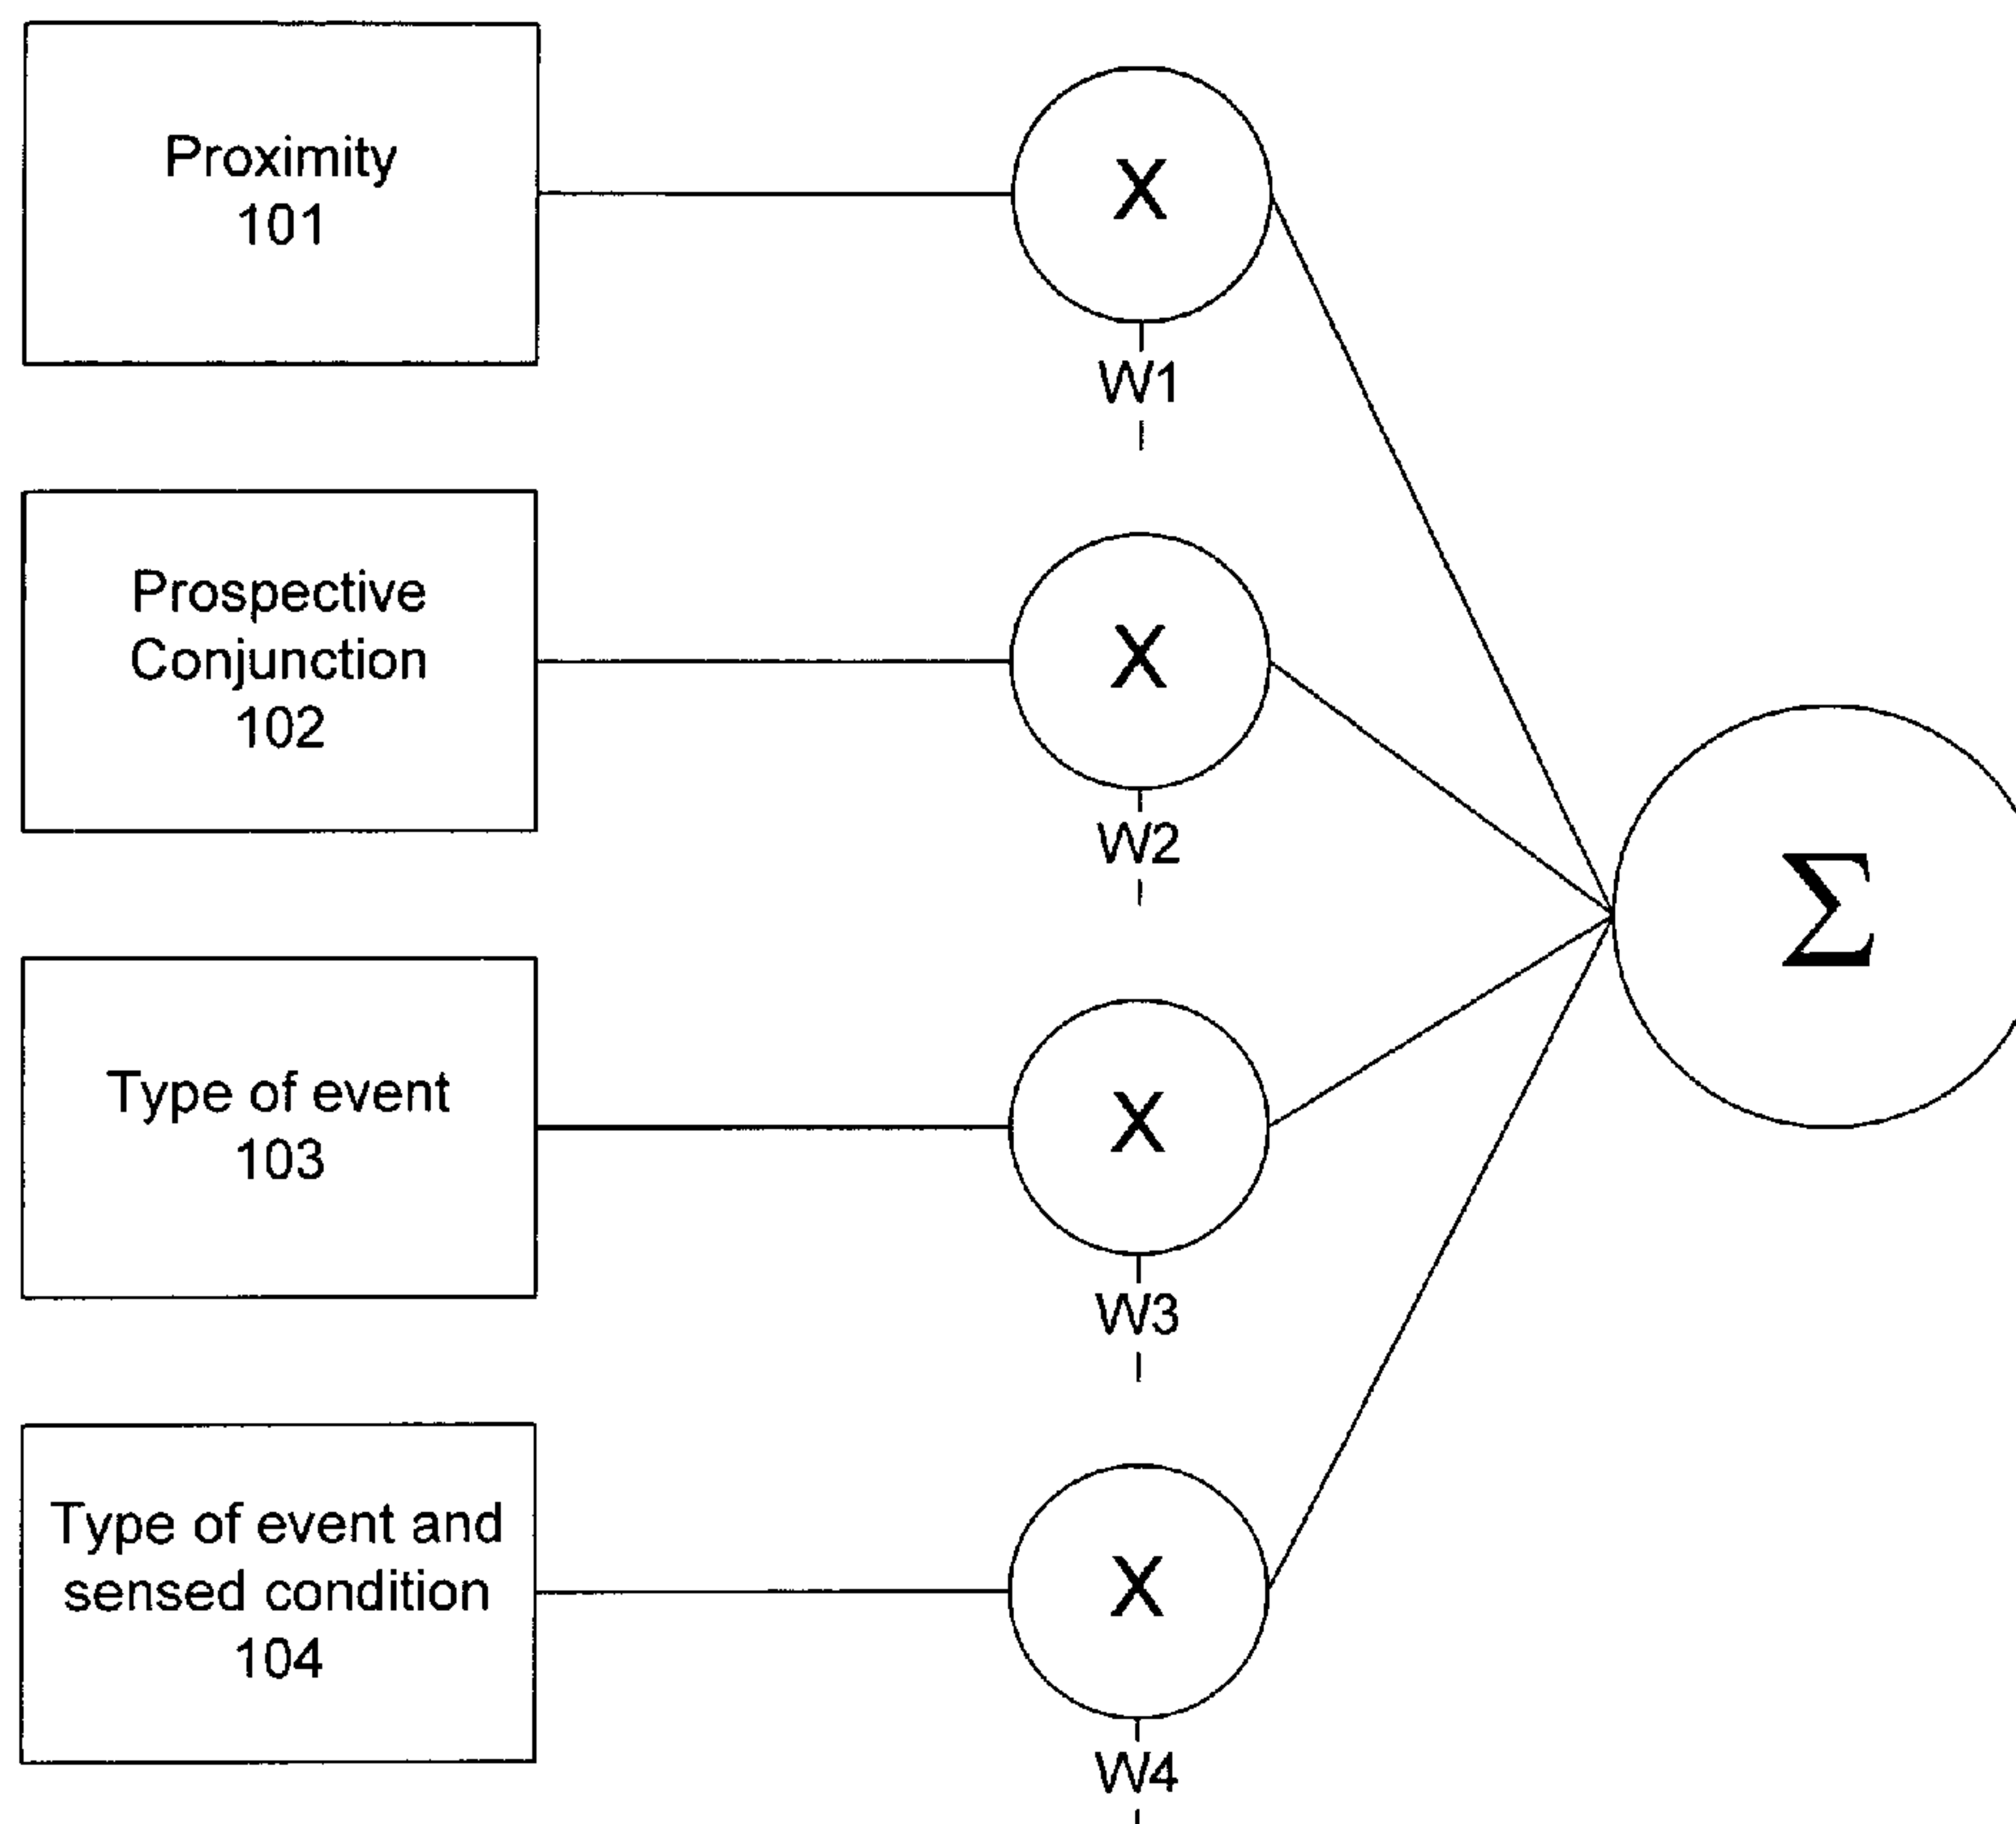 Proximity
101
X
W1
Prospective
Conjunction
102
X
W2
Σ
Type of event
103
X
W3
Type of event and
sensed condition
104
X
W4